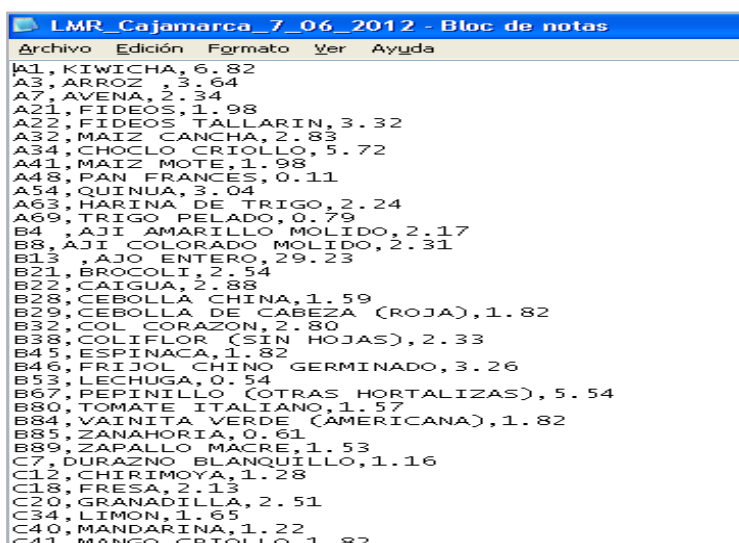 LMR_Cajamarca_7_06_2012 - Bloc de notas
Archivo Edición Formato Ver Ayuda
A1,KIWICHA,6.82
A3,ARROZ ,3.64
A7,AVENA,2.34
A21,FIDEOS,1.98
A22,FIDEOS TALLARIN,3.32
A32,MAIZ CANCHA,2.83
A34,CHOCLO CRIOLLO,5.72
A41,MAIZ MOTE,1.98
A48,PAN FRANCES,0.11
A54,QUINUA,3.04
A63,HARINA DE TRIGO,2.24
A69,TRIGO PELADO,0.79
B4 ,AJI AMARILLO MOLIDO,2.17
B8,AJI COLORADO MOLIDO,2.31
B13 ,AJO ENTERO,29.23
B21,BROCOLI,2.54
B22,CAIGUA,2.88
B28,CEBOLLA CHINA,1.59
B29,CEBOLLA DE CABEZA (ROJA),1.82
B32,COL CORAZON,2.80
B38,COLIFLOR (SIN HOJAS),2.33
B45,ESPINACA,1.82
B46,FRIJOL CHINO GERMINADO,3.26
B53,LECHUGA,0.54
B67,PEPINILLO (OTRAS HORTALIZAS),5.54
B80,TOMATE ITALIANO,1.57
B84,VAINITA VERDE (AMERICANA),1.82
B85,ZANAHORIA,0.61
B89,ZAPALLO MACRE,1.53
C7,DURAZNO BLANQUILLO,1.16
C12,CHIRIMOYA,1.28
C18,FRESA,2.13
C20,GRANADILLA,2.51
C34,LIMON,1.65
C40,MANDARINA,1.22
C41,MANGO CRIOLLO,1.82